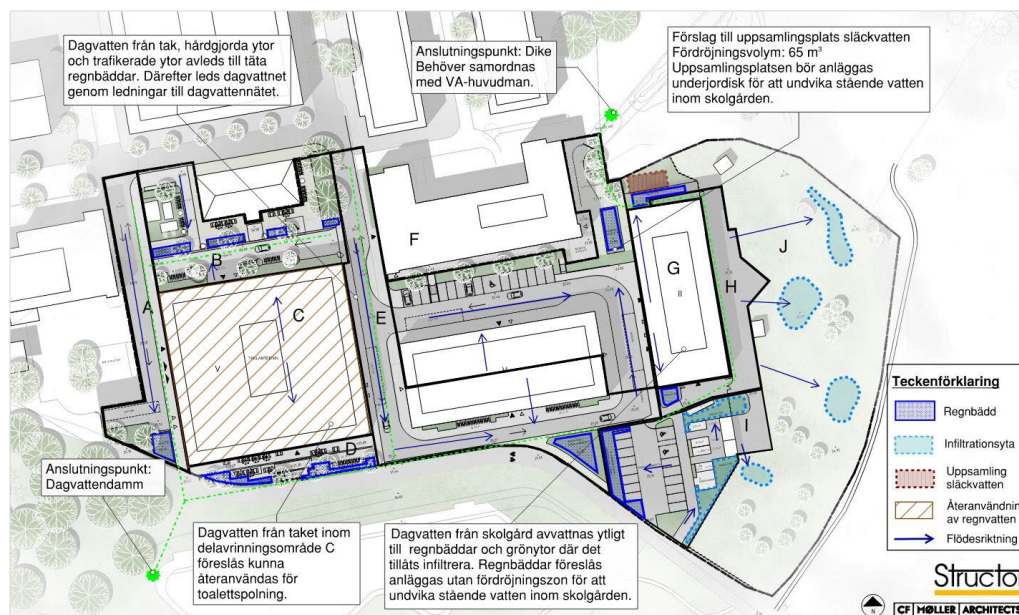 Dagvatten från tak, hårdgjorda ytor
och trafikerade ytor avleds till täta
regnbäddar. Därefter leds dagvattnet
genom ledningar till dagvattennätet.
Anslutningspunkt: Dike
Behöver samordnas
med VA-huvudman.
Förslag till uppsamlingsplats släckvatten
Fördröjningsvolym: 65 m³
Uppsamlingsplatsen bör anläggas
underjordisk för att undvika stående vatten
inom skolgården.
A
B
C
D
E
F
G
H
I
J
V
II
Anslutningspunkt:
Dagvattendamm
Dagvatten från taket inom
delavrinningsområde C
föreslås kunna
återanvändas för
toalettspolning.
Dagvatten från skolgård avvattnas ytligt
till regnbäddar och grönytor där det
tillåts infiltrera. Regnbäddar föreslås
anläggas utan fördröjningszon för att
undvika stående vatten inom skolgården.
Teckenförklaring
Regnbädd
Infiltrationsyta
Uppsamling
släckvatten
Återanvändnin
av regnvatten
Flödesriktning
Structo
CF MØLLER ARCHITECTS